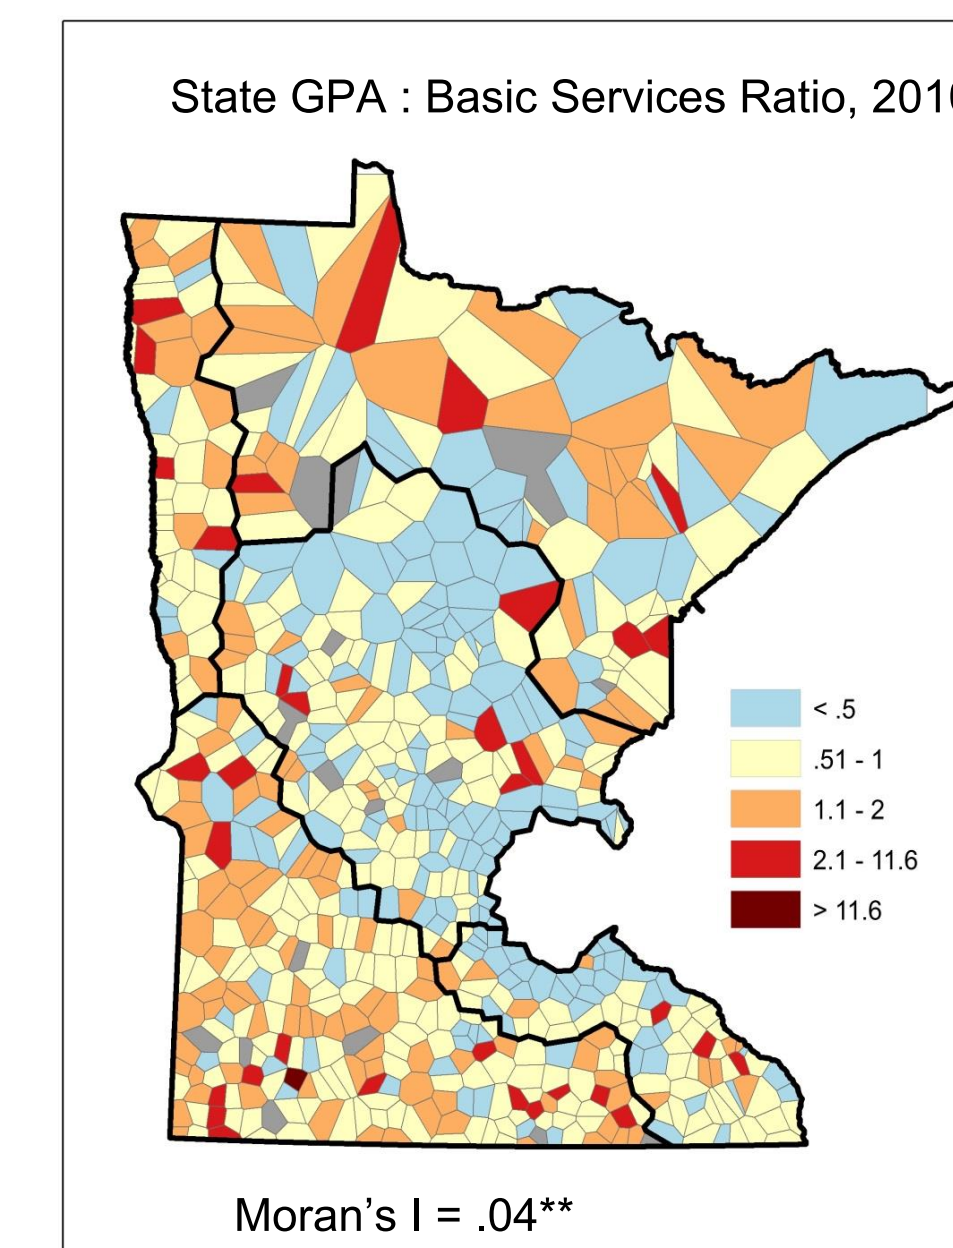 State GPA : Basic Services Ratio, 2010
< .5
.51 - 1
1.1 - 2
2.1 - 11.6
> 11.6
Moran's I = .04**